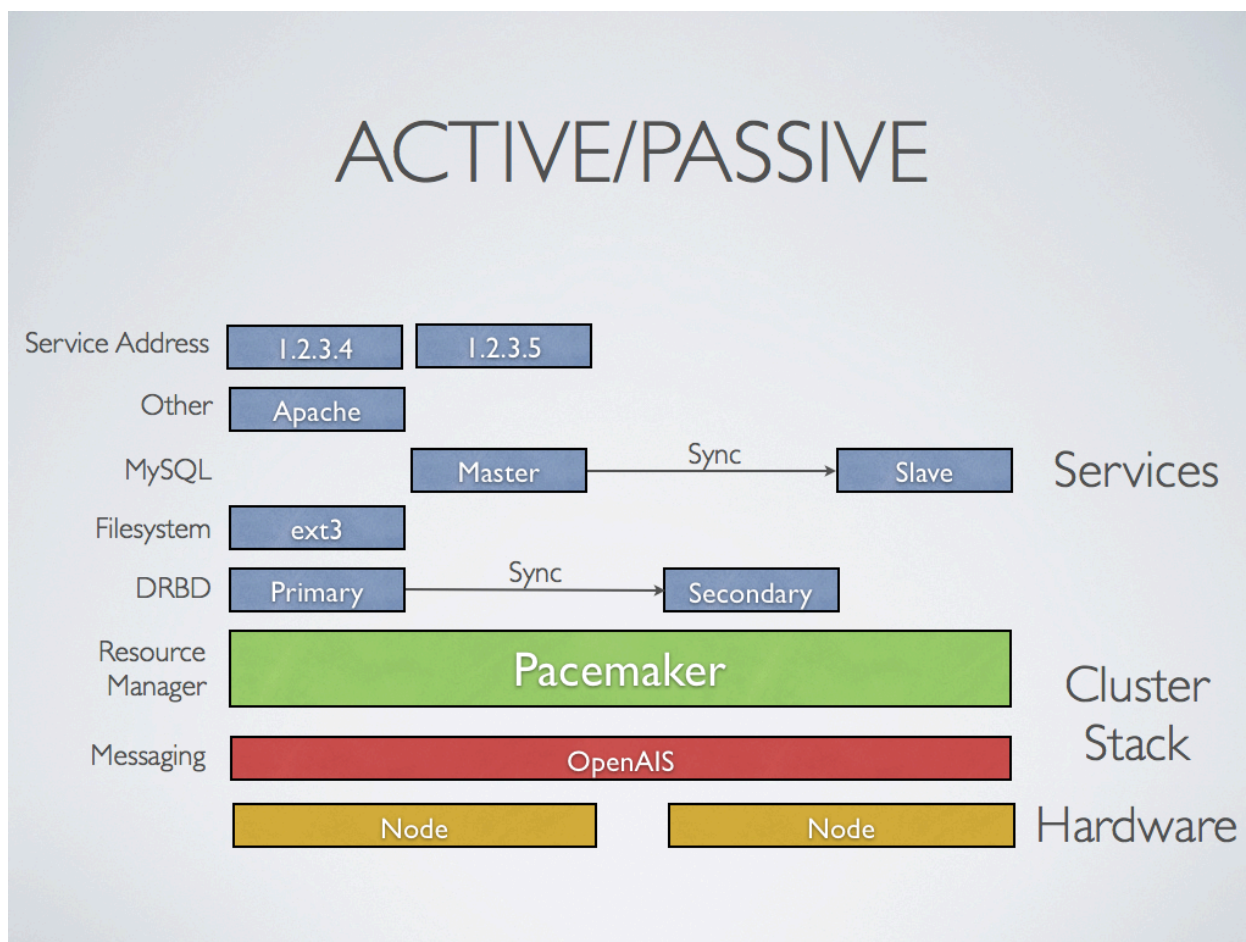 ACTIVE/PASSIVE
Service Address 1.2.3.4 1.2.3.5
Other Apache
MySQL Master Sync Slave Services
Filesystem ext3
DRBD Primary Sync Secondary
Resource
Manager
Pacemaker
Cluster
Stack
Messaging OpenAIS
Node Node Hardware